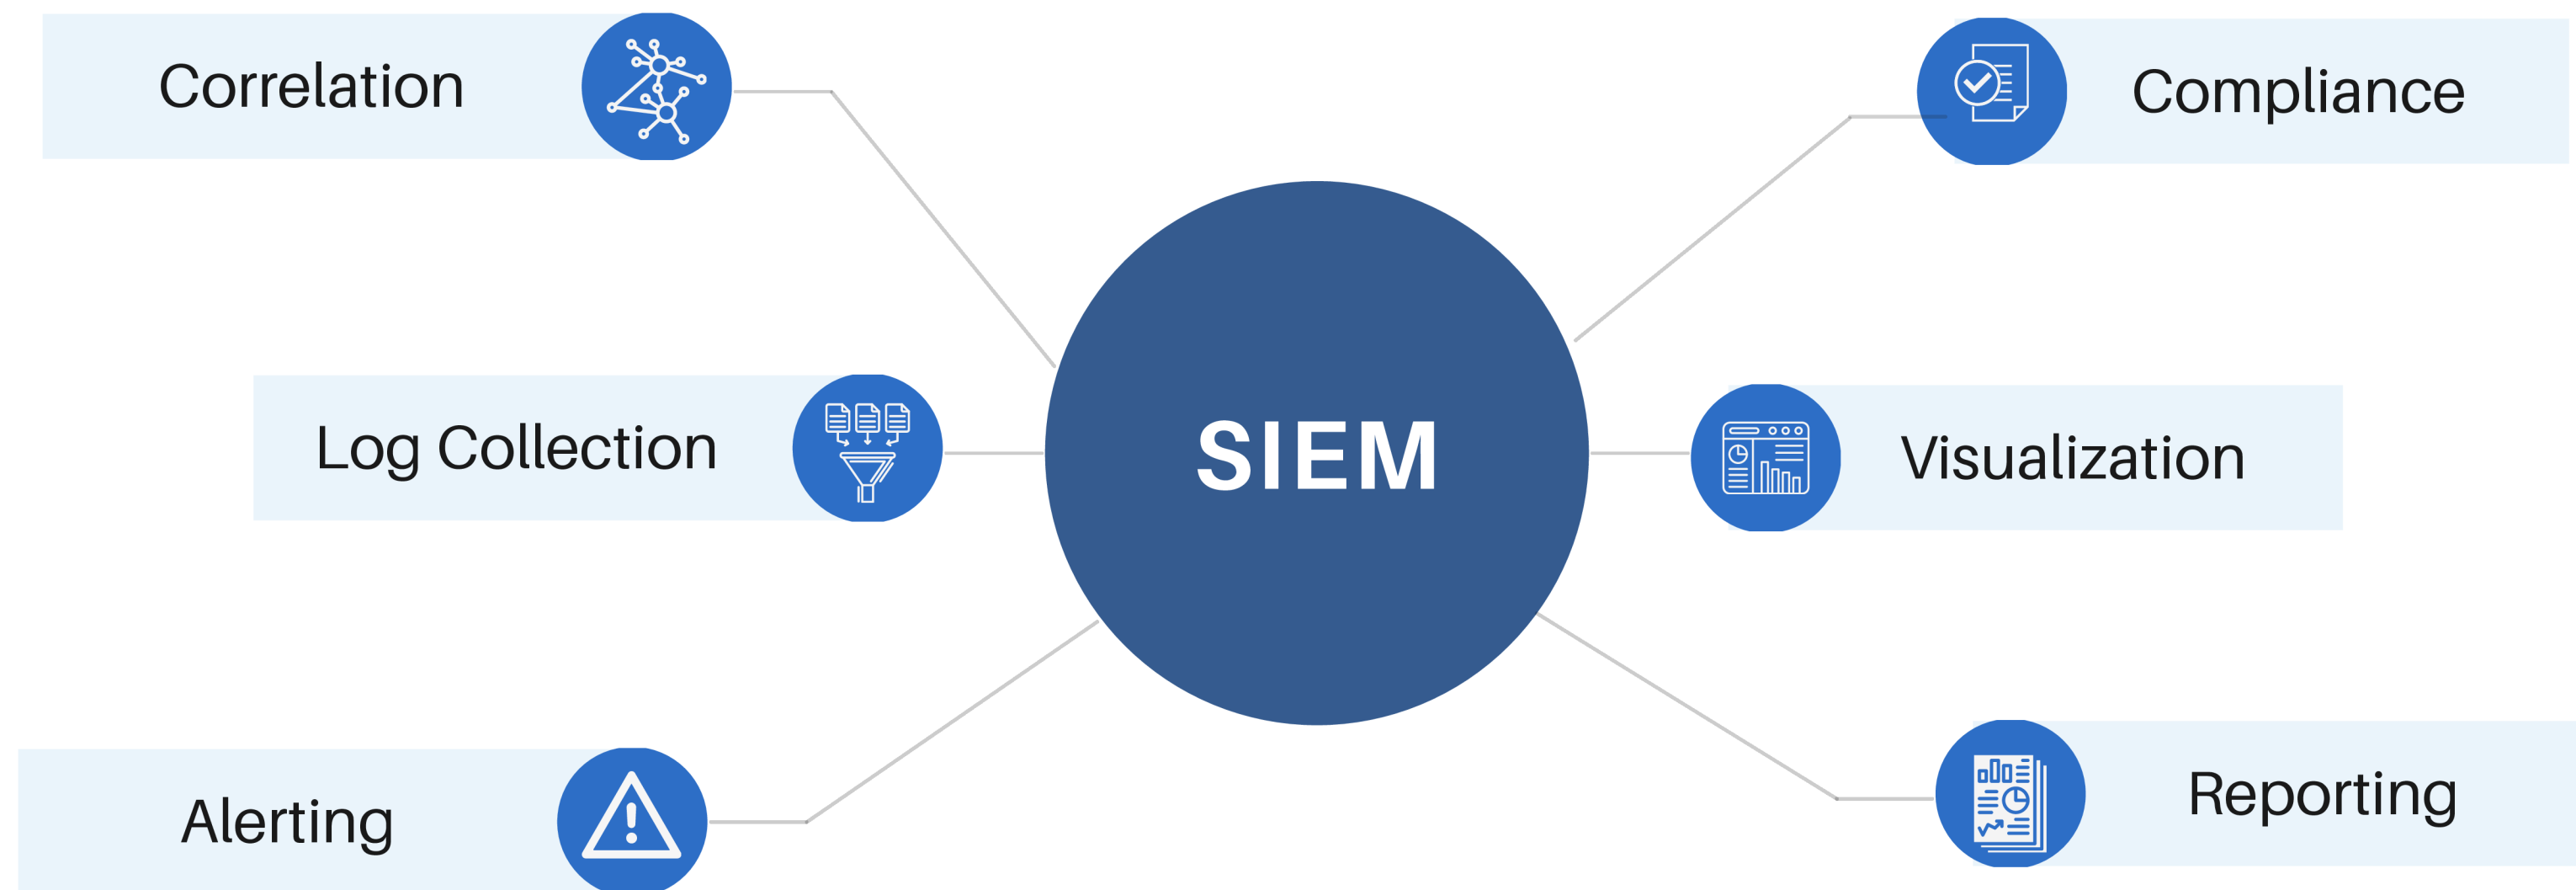 Correlation
Compliance
Log Collection
SIEM
Visualization
Alerting
Reporting